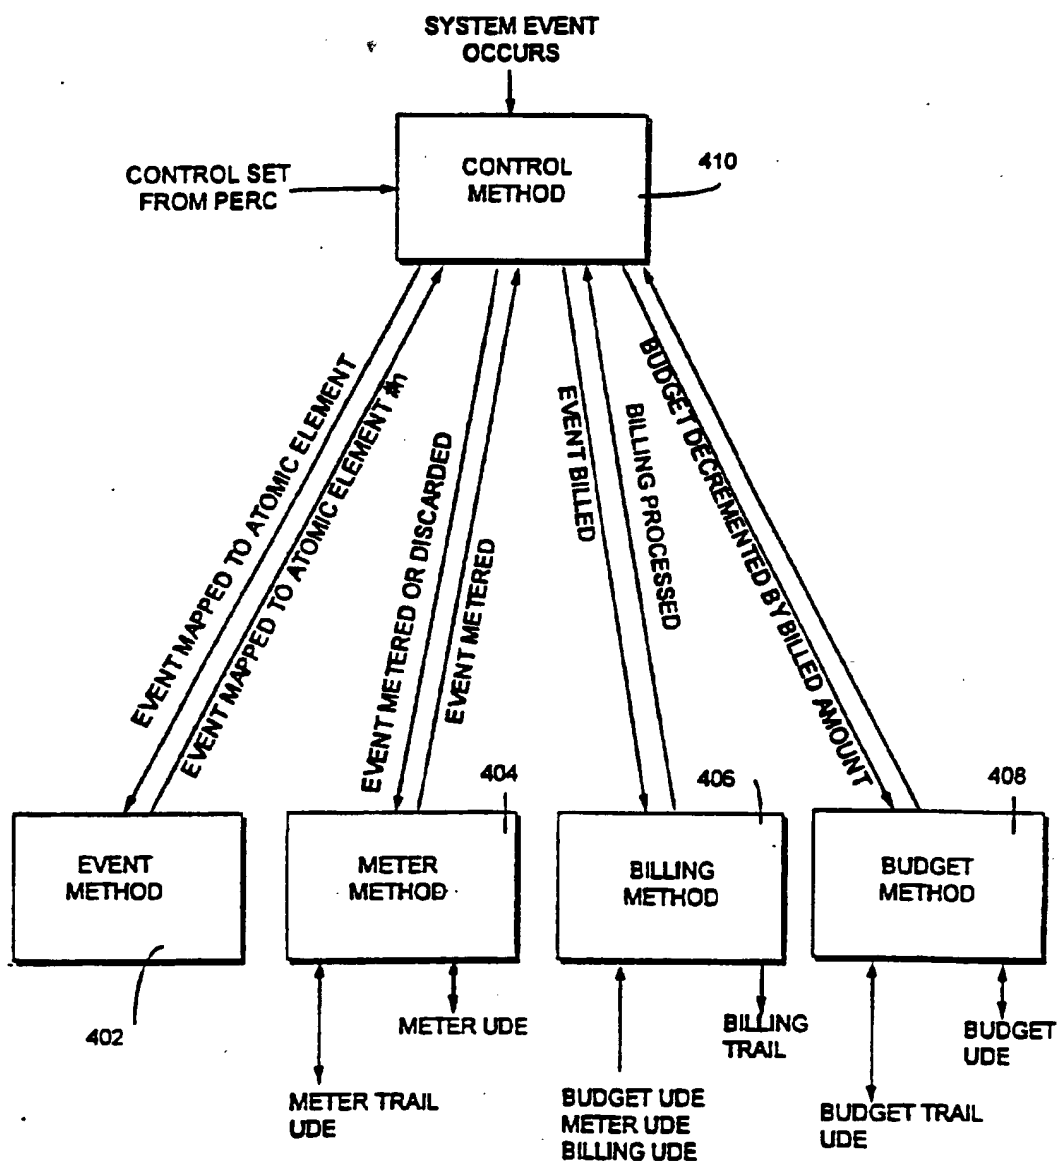 SYSTEM EVENT
OCCURS
CONTROL
METHOD
410
CONTROL SET
FROM PERC
EVENT MAPPED TO ATOMIC ELEMENT
EVENT MAPPED TO ATOMIC ELEMENT #n
EVENT METERED OR DISCARDED
EVENT METERED
EVENT BILLED
BILLING PROCESSED
BUDGET DECREMENTED BY BILLED AMOUNT
404
406
408
EVENT
METHOD
METER
METHOD
BILLING
METHOD
BUDGET
METHOD
402
METER UDE
BILLING
TRAIL
BUDGET
UDE
METER TRAIL
UDE
BUDGET UDE
METER UDE
BILLING UDE
BUDGET TRAIL
UDE